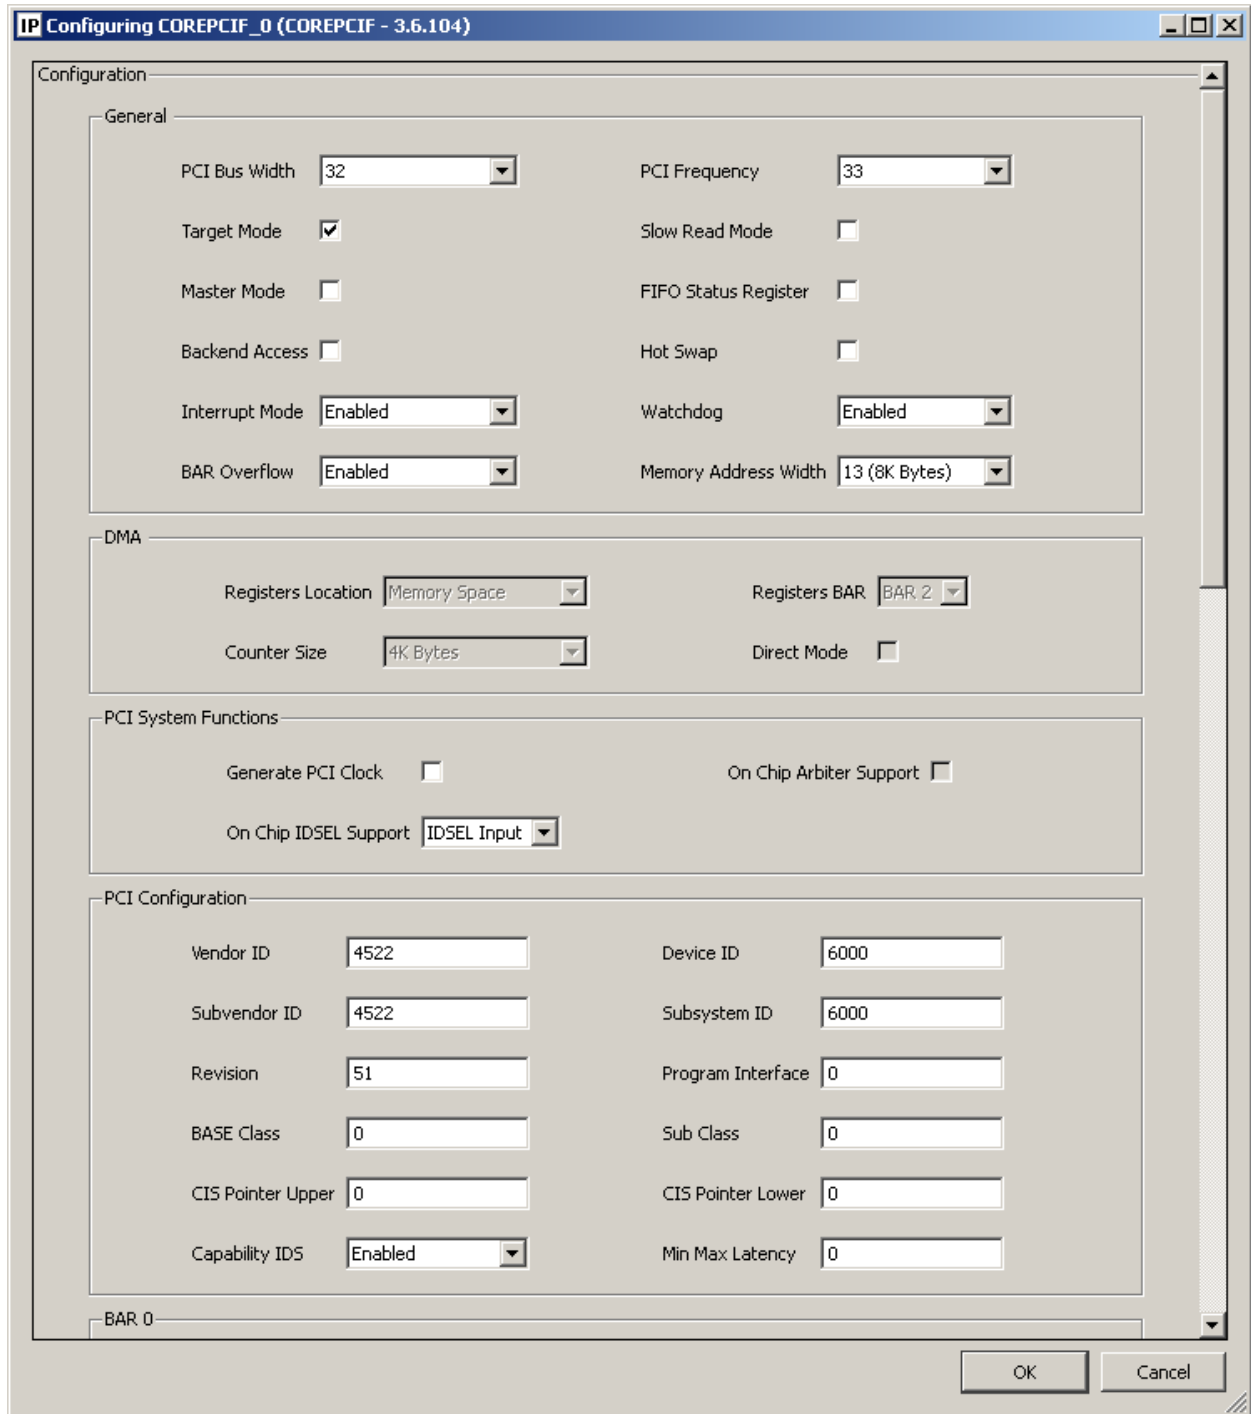 IP Configuring COREPCIF_0 (COREPCIF - 3.6.104)
Configuration
General
PCI Bus Width 32 PCI Frequency 33
Target Mode Slow Read Mode
Master Mode FIFO Status Register
Backend Access Hot Swap
Interrupt Mode Enabled Watchdog Enabled
BAR Overflow Enabled Memory Address Width 13 (8K Bytes)
DMA
Registers Location Memory Space Registers BAR BAR 2
Counter Size 4K Bytes Direct Mode
PCI System Functions
Generate PCI Clock On Chip Arbiter Support
On Chip IDSEL Support IDSEL Input
PCI Configuration
Vendor ID 4522 Device ID 6000
Subvendor ID 4522 Subsystem ID 6000
Revision 51 Program Interface 0
BASE Class 0 Sub Class 0
CIS Pointer Upper 0 CIS Pointer Lower 0
Capability IDS Enabled Min Max Latency 0
BAR 0
OK Cancel